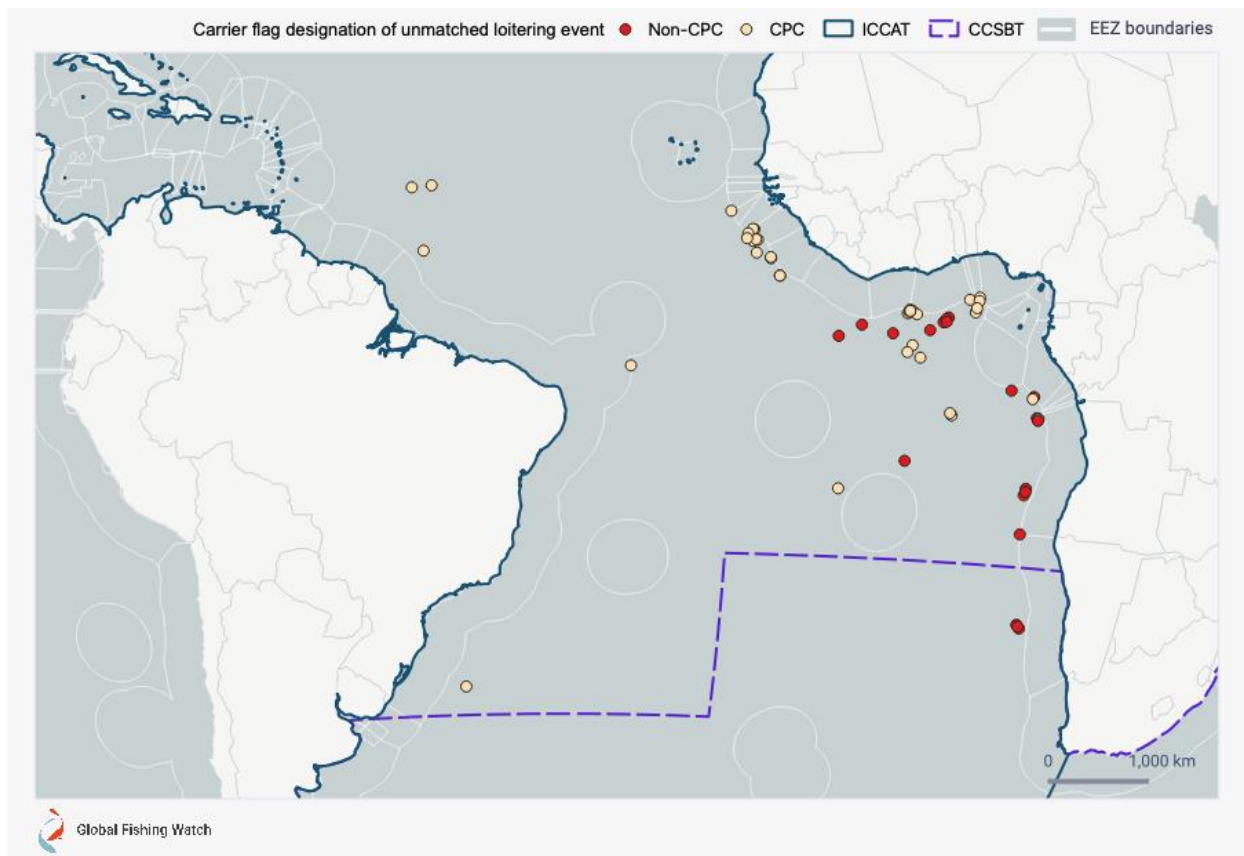 Carrier flag designation of unmatched loitering event Non-CPC CPC ICCAT CCSBT EEZ boundaries
0 1,000 km
Global Fishing Watch